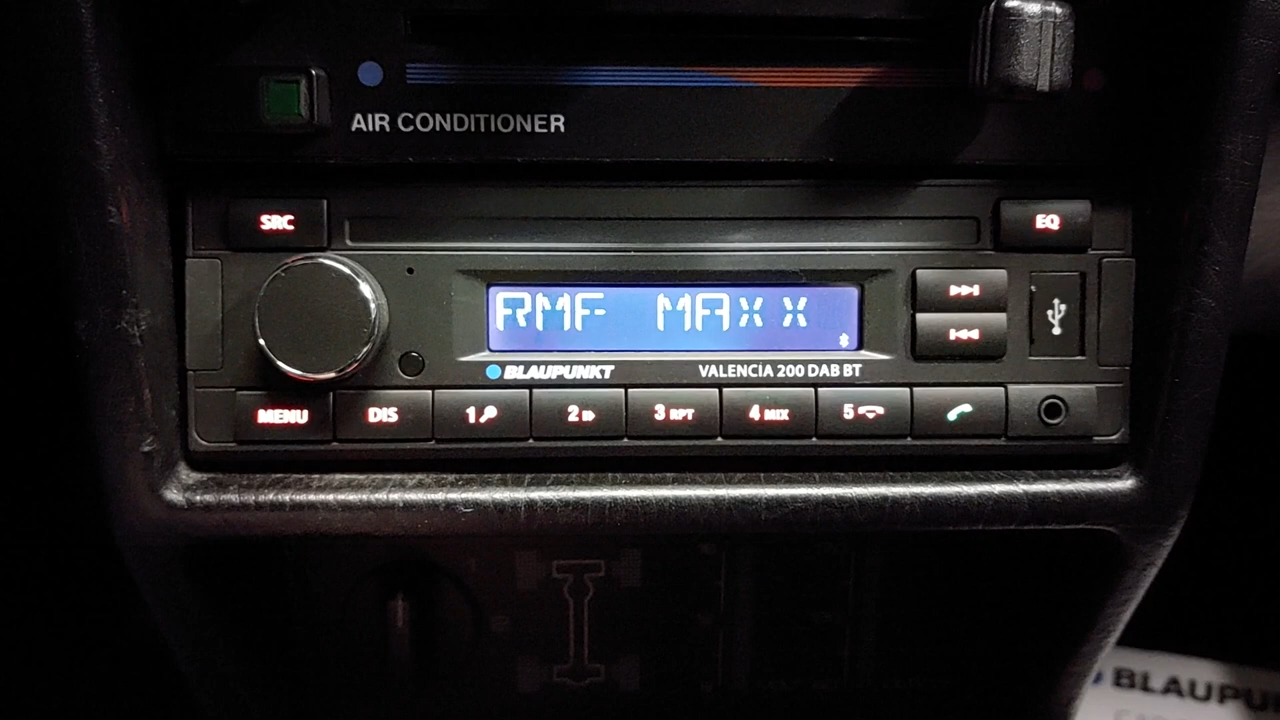 AIR CONDITIONER
SRC
EQ
RMF MAXX
BLAUPUNKT
VALENCIA 200 DAB BT
MENU DIS 1 2 3 RPT 4 MIX 5
BLAUPU